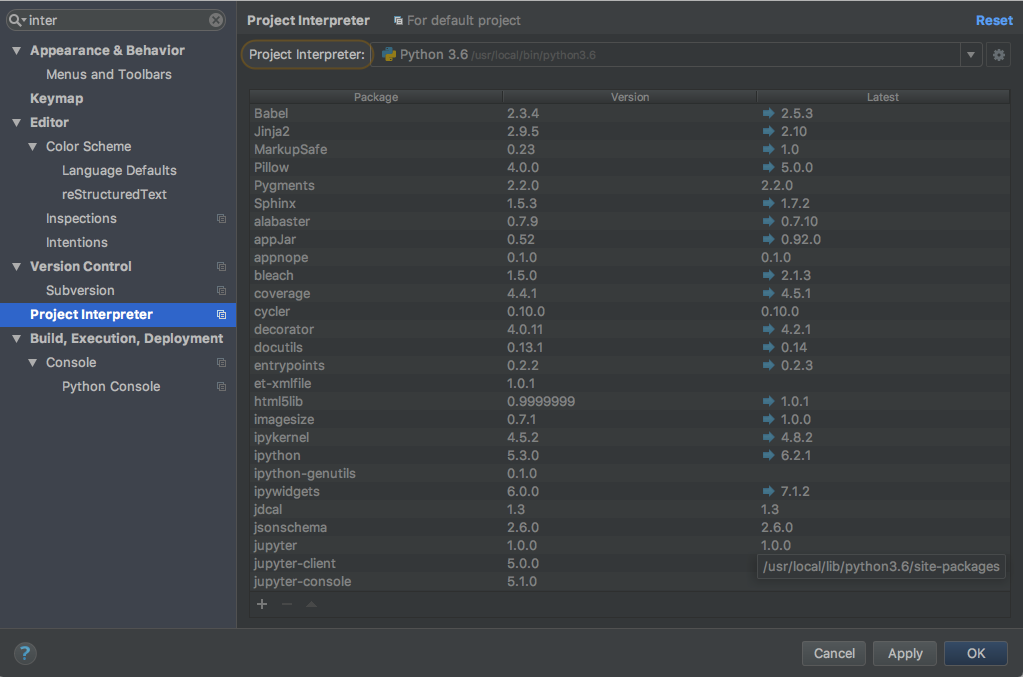 inter
Appearance & Behavior
Menus and Toolbars
Keymap
Editor
Color Scheme
Language Defaults
reStructuredText
Inspections
Intentions
Version Control
Subversion
Project Interpreter
Build, Execution, Deployment
Console
Python Console
Project Interpreter For default project Reset
Project Interpreter: Python 3.6 /usr/local/bin/python3.6
Package Version Latest
Babel 2.3.4 2.5.3
Jinja2 2.9.5 2.10
MarkupSafe 0.23 1.0
Pillow 4.0.0 5.0.0
Pygments 2.2.0 2.2.0
Sphinx 1.5.3 1.7.2
alabaster 0.7.9 0.7.10
appJar 0.52 0.92.0
appnope 0.1.0 0.1.0
bleach 1.5.0 2.1.3
coverage 4.4.1 4.5.1
cycler 0.10.0 0.10.0
decorator 4.0.11 4.2.1
docutils 0.13.1 0.14
entrypoints 0.2.2 0.2.3
et-xmlfile 1.0.1
html5lib 0.9999999 1.0.1
imagesize 0.7.1 1.0.0
ipykernel 4.5.2 4.8.2
ipython 5.3.0 6.2.1
ipython-genutils 0.1.0
ipywidgets 6.0.0 7.1.2
jdcal 1.3 1.3
jsonschema 2.6.0 2.6.0
jupyter 1.0.0 1.0.0
jupyter-client 5.0.0
/usr/local/lib/python3.6/site-packages
jupyter-console 5.1.0
? Cancel Apply OK